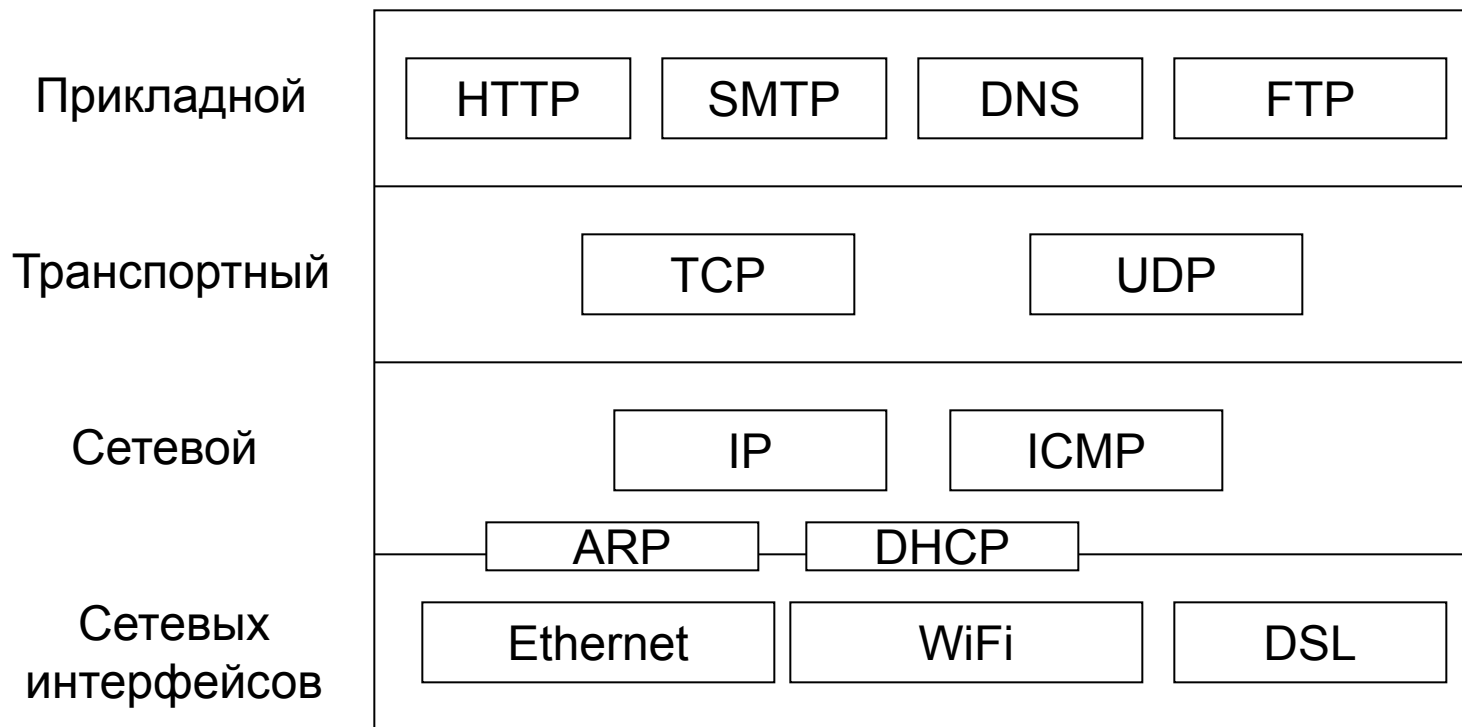 Прикладной
HTTP SMTP DNS FTP
Транспортный
TCP UDP
Сетевой
IP ICMP
ARP DHCP
Сетевых
интерфейсов
Ethernet WiFi DSL